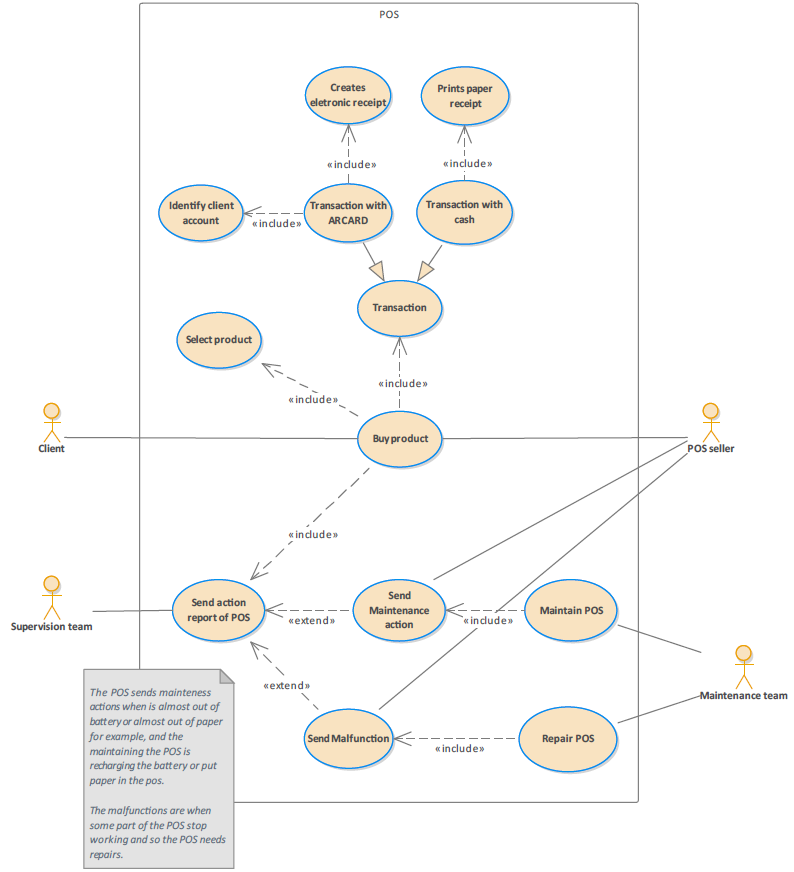 POS
Creates
eletronic receipt
Prints paper
receipt
«include»
«include»
Identify client
account
«include»
Transaction with
ARCARD
Transaction with
cash
Transaction
Select product
«include»
«include»
Client
Buy product
POS seller
«include»
Supervision team
Send action
report of POS
«extend»
Send
Maintenance
action
«include»
Maintain POS
Maintenance team
«extend»
Send Malfunction
«include»
Repair POS
The POS sends mainteness
actions when is almost out of
battery or almost out of paper
for example, and the
maintaining the POS is
recharging the battery or put
paper in the pos.
The malfunctions are when
some part of the POS stop
working and so the POS needs
repairs.